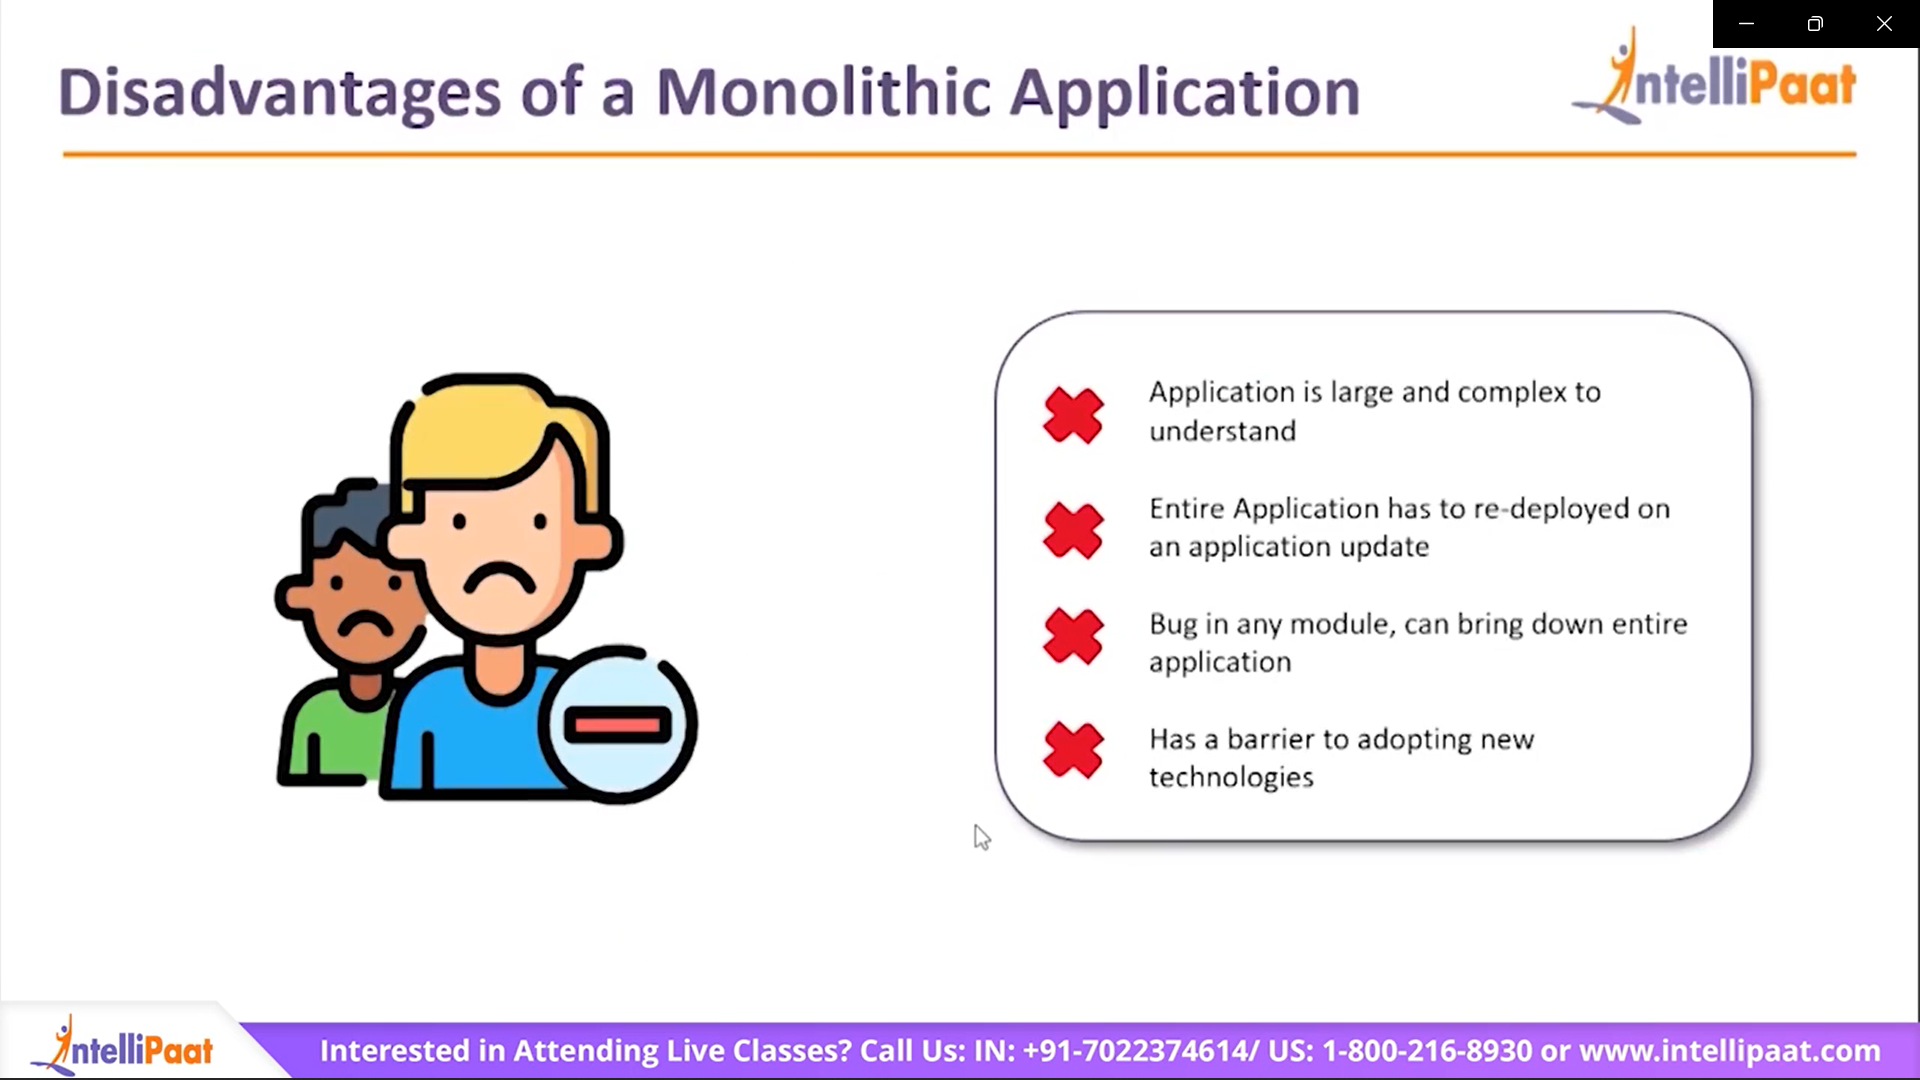 Disadvantages of a Monolithic Application
IntelliPaat
Application is large and complex to
understand
Entire Application has to re-deployed on
an application update
Bug in any module, can bring down entire
application
Has a barrier to adopting new
technologies
IntelliPaat
Interested in Attending Live Classes? Call Us: IN: +91-7022374614/ US: 1-800-216-8930 or www.intellipaat.com